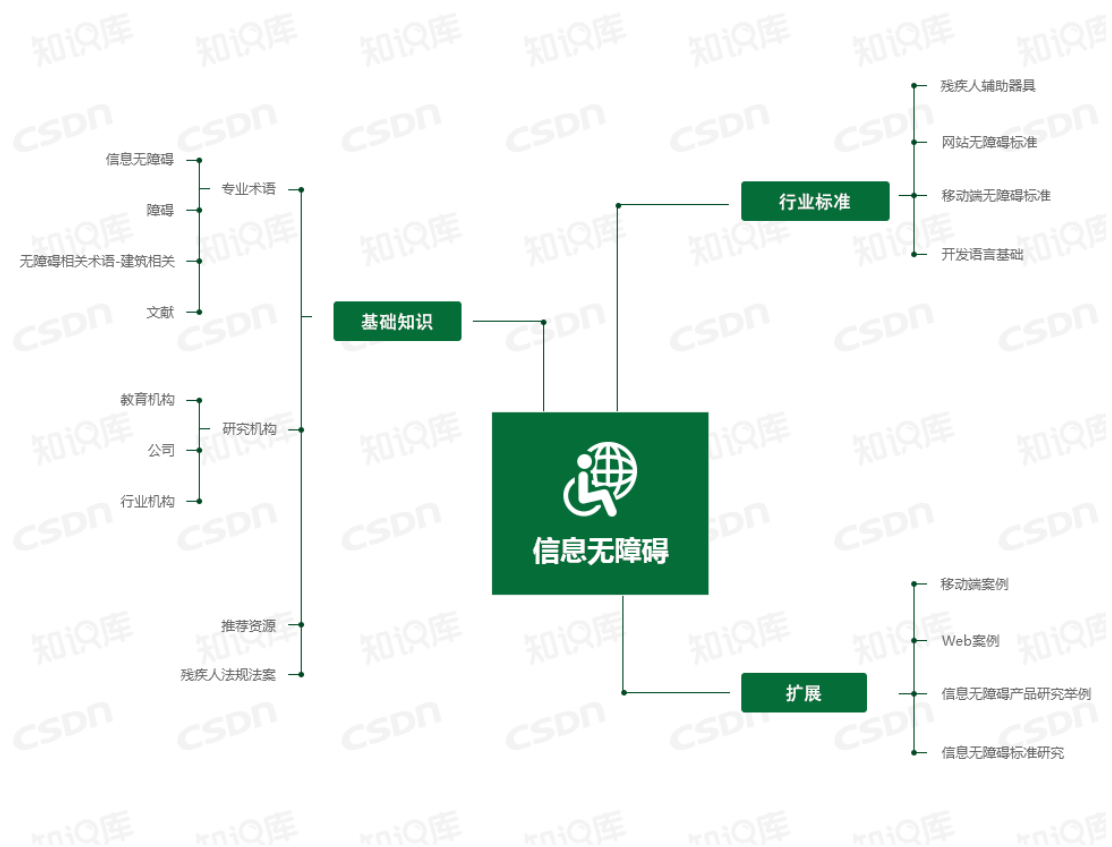 信息无障碍
基础知识
专业术语
信息无障碍
障碍
无障碍相关术语-建筑相关
文献
研究机构
教育机构
公司
行业机构
推荐资源
残疾人法规法案
行业标准
残疾人辅助器具
网站无障碍标准
移动端无障碍标准
开发语言基础
扩展
移动端案例
Web案例
信息无障碍产品研究举例
信息无障碍标准研究
知识库
CSDN